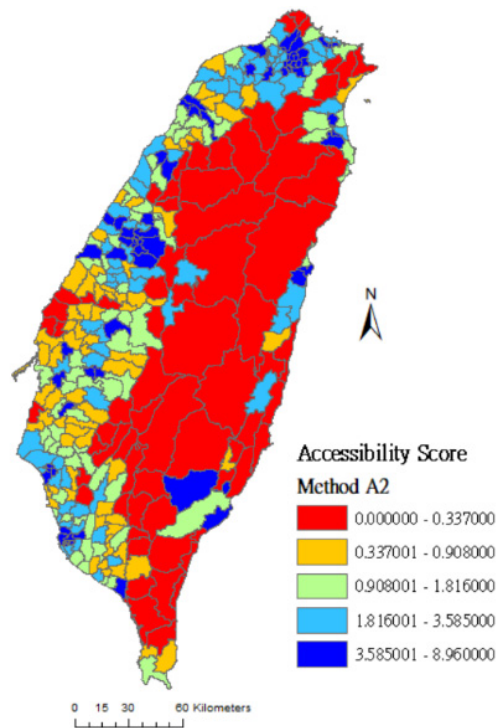 N
Accessibility Score
Method A2
0.000000 - 0.337000
0.337001 - 0.908000
0.908001 - 1.816000
1.816001 - 3.585000
3.585001 - 8.960000
0 15 30 60 Kilometers